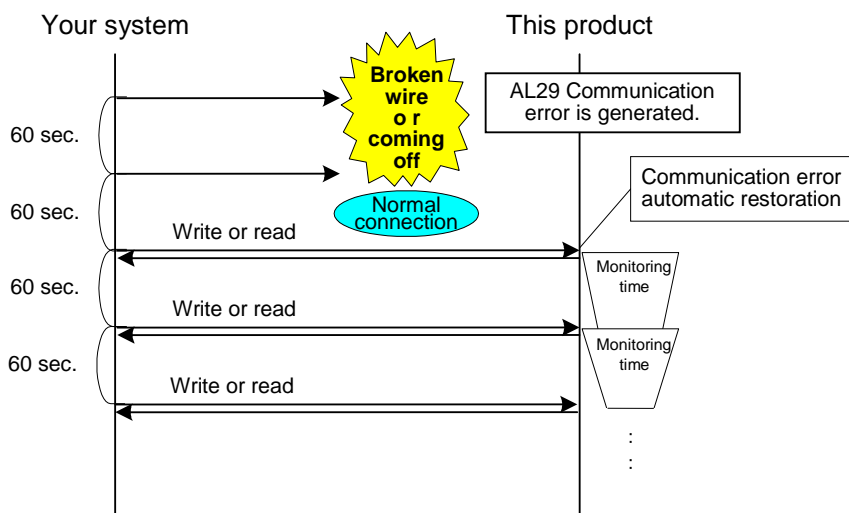 Your system
This product
Broken
wire
o r
coming
off
AL29 Communication
error is generated.
60 sec.
Communication error
automatic restoration
60 sec.
Normal
connection
Write or read
Monitoring
time
60 sec.
Write or read
Monitoring
time
60 sec.
Write or read
:
: